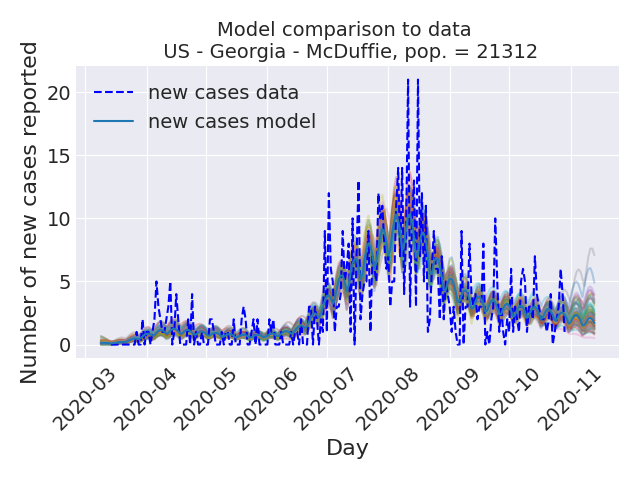 Model comparison to data
US - Georgia - McDuffie, pop. = 21312
Number of new cases reported
20
15
10
5
0
new cases data
new cases model
2020-03
2020-04
2020-05
2020-06
2020-07
2020-08
2020-09
2020-10
2020-11
Day